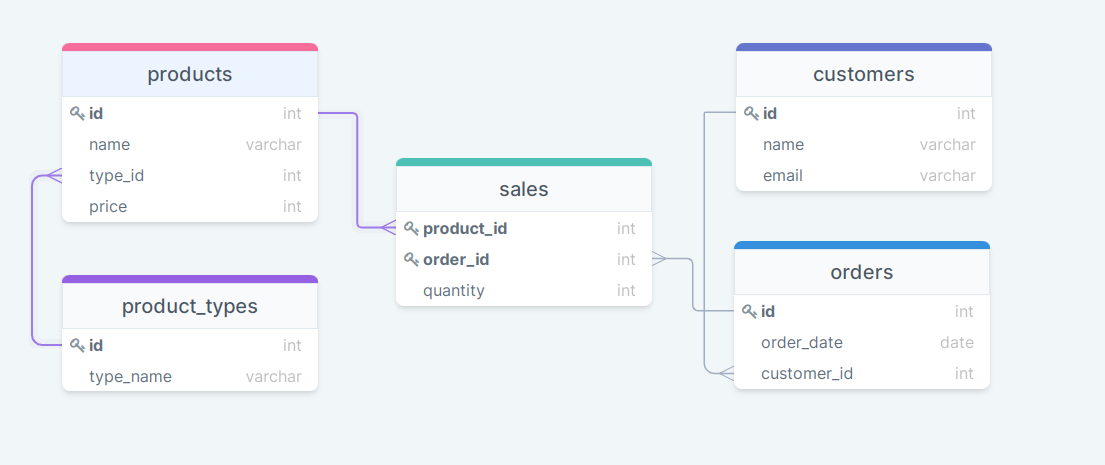 products
id int
name varchar
type_id int
price int
product_types
id int
type_name varchar
sales
product_id int
order_id int
quantity int
customers
id int
name varchar
email varchar
orders
id int
order_date date
customer_id int